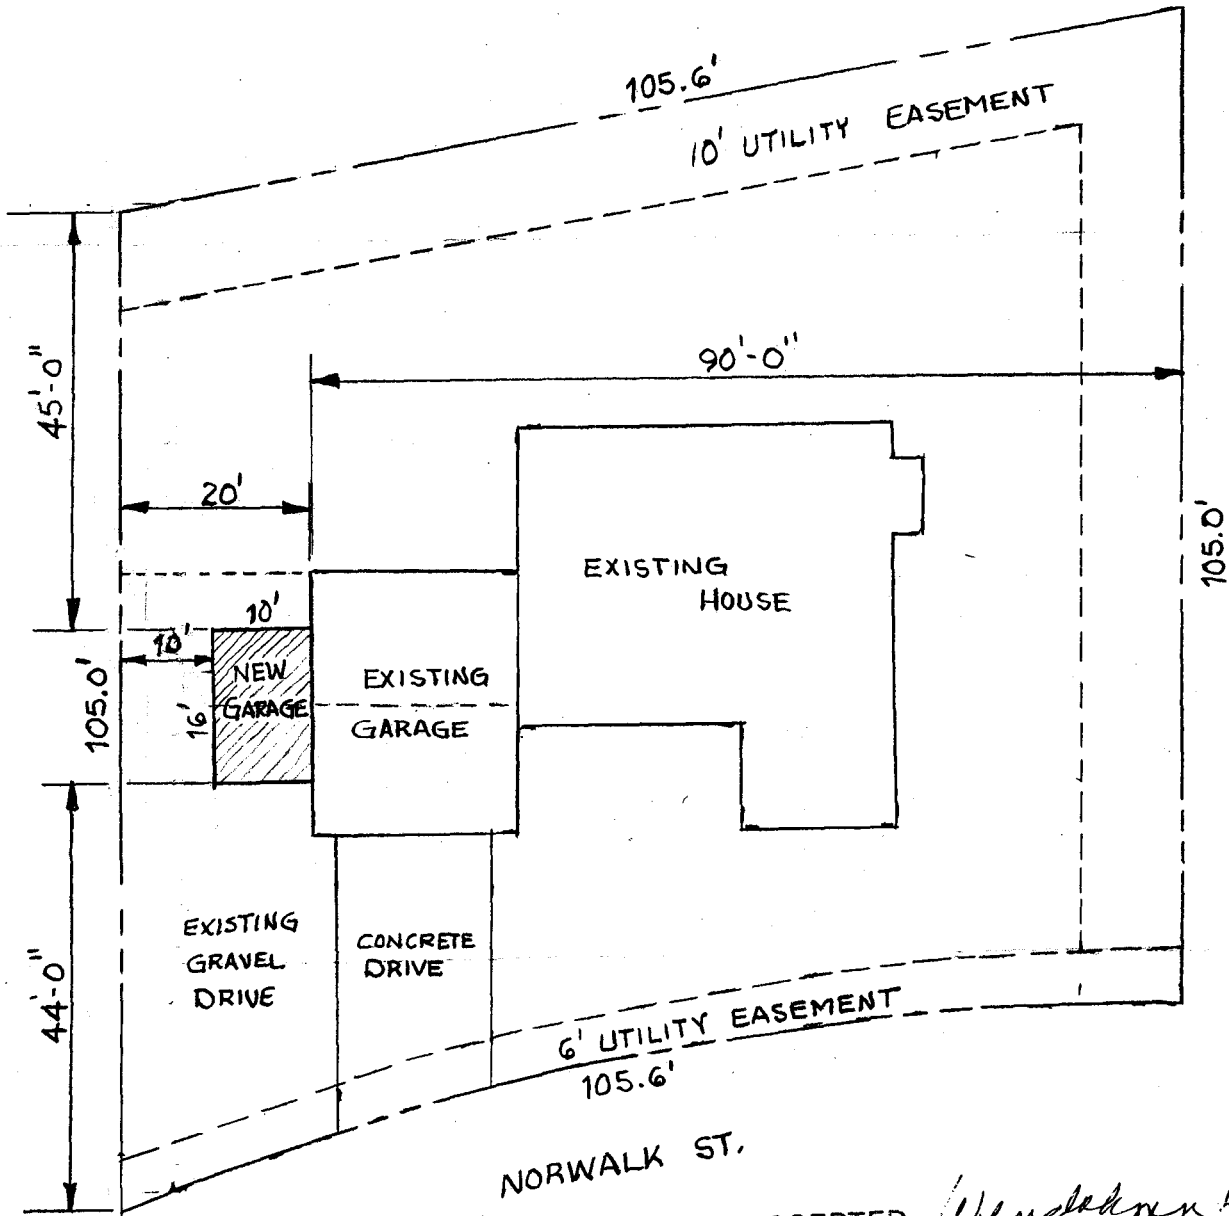 105.6'
10' UTILITY EASEMENT
45'-0"
90'-0"
20'
EXISTING
HOUSE
105.0'
10'
10'
NEW
GARAGE
16'
EXISTING
GARAGE
105.0'
EXISTING
GRAVEL
DRIVE
CONCRETE
DRIVE
44'-0"
6' UTILITY EASEMENT
105.6'
NORWALK ST.